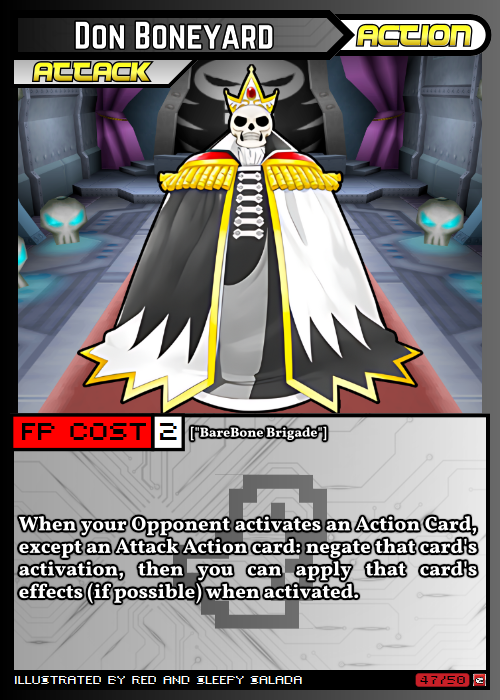 DON BONEYARD
ACTION
ATTACK
FP COST 2 ["BareBone Brigade"]
When your Opponent activates an Action Card,
except an Attack Action card: negate that card's
activation, then you can apply that card's
effects (if possible) when activated.
ILLUSTRATED BY RED AND SLEEPY SALADA
47/50